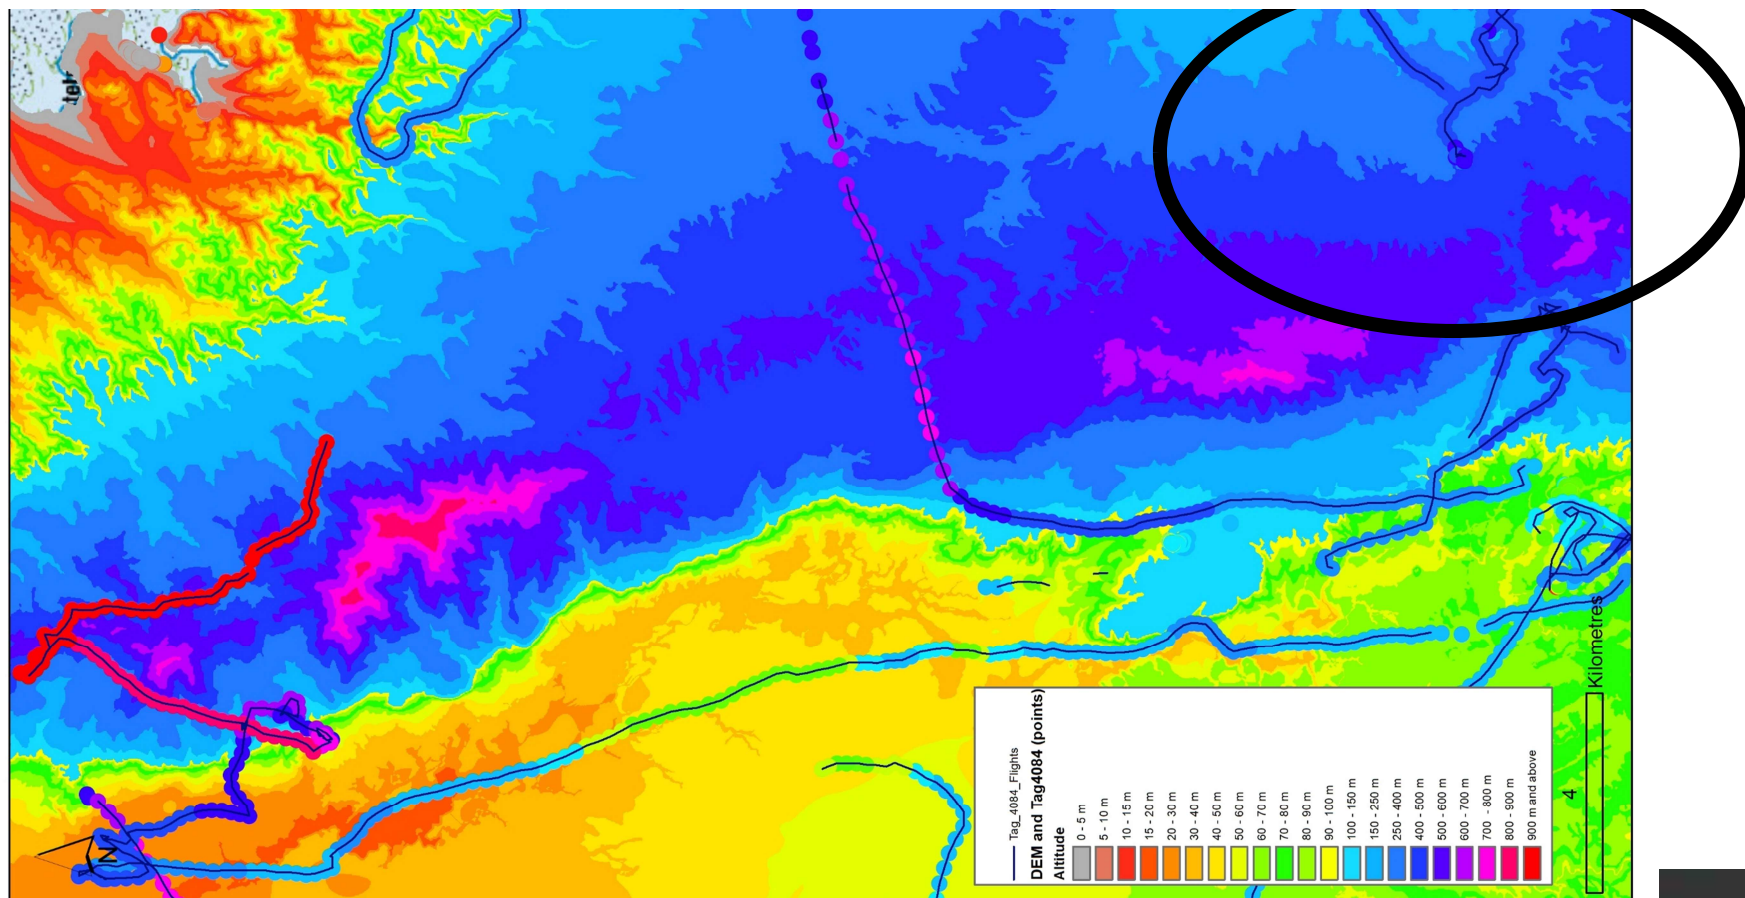 Tag_4084_Flights
DEM and Tag4084 (points)
Altitude
0 - 5 m
5 - 10 m
10 - 15 m
15 - 20 m
20 - 30 m
30 - 40 m
40 - 50 m
50 - 60 m
60 - 70 m
70 - 80 m
80 - 90 m
90 - 100 m
100 - 150 m
150 - 250 m
250 - 400 m
400 - 500 m
500 - 600 m
600 - 700 m
700 - 800 m
800 - 900 m
900 m and above
4
Kilometres
N